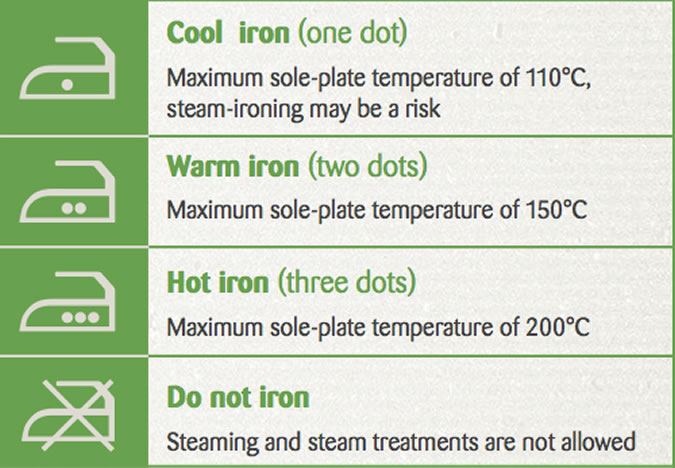 Cool iron (one dot)
Maximum sole-plate temperature of 110°C,
steam-ironing may be a risk
Warm iron (two dots)
Maximum sole-plate temperature of 150°C
Hot iron (three dots)
Maximum sole-plate temperature of 200°C
Do not iron
Steaming and steam treatments are not allowed